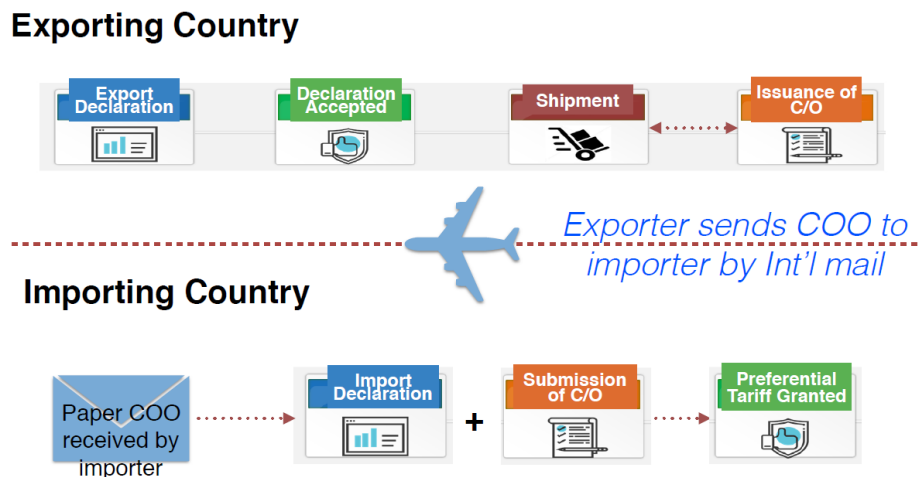 Exporting Country
Export
Declaration
Declaration
Accepted
Shipment
Issuance of
C/O
Exporter sends COO to
importer by Int'l mail
Importing Country
Paper COO
received by
importer
Import
Declaration
+
Submission
of C/O
Preferential
Tariff Granted